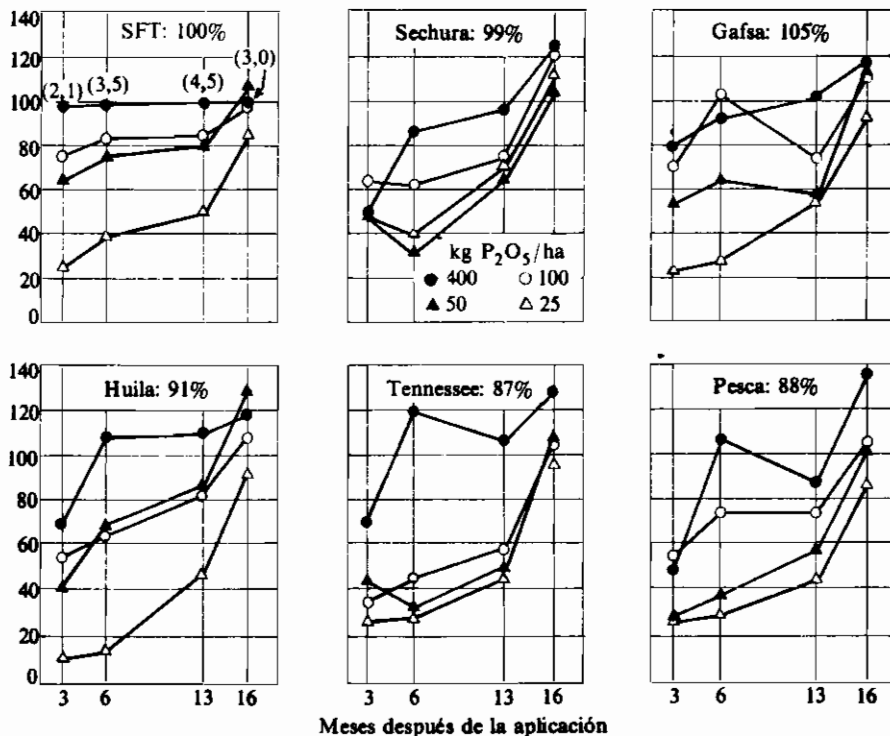 140
120
100
80
60
40
20
0
SFT: 100%
(2,1)
(3,5)
(4,5)
(3,0)
Sechura: 99%
kg P₂O₅/ha
● 400 ○ 100
▲ 50 △ 25
Gafsa: 105%
140
120
100
80
60
40
20
0
Huila: 91%
Tennessee: 87%
Pesca: 88%
3 6 13 16
3 6 13 16
3 6 13 16
Meses después de la aplicación